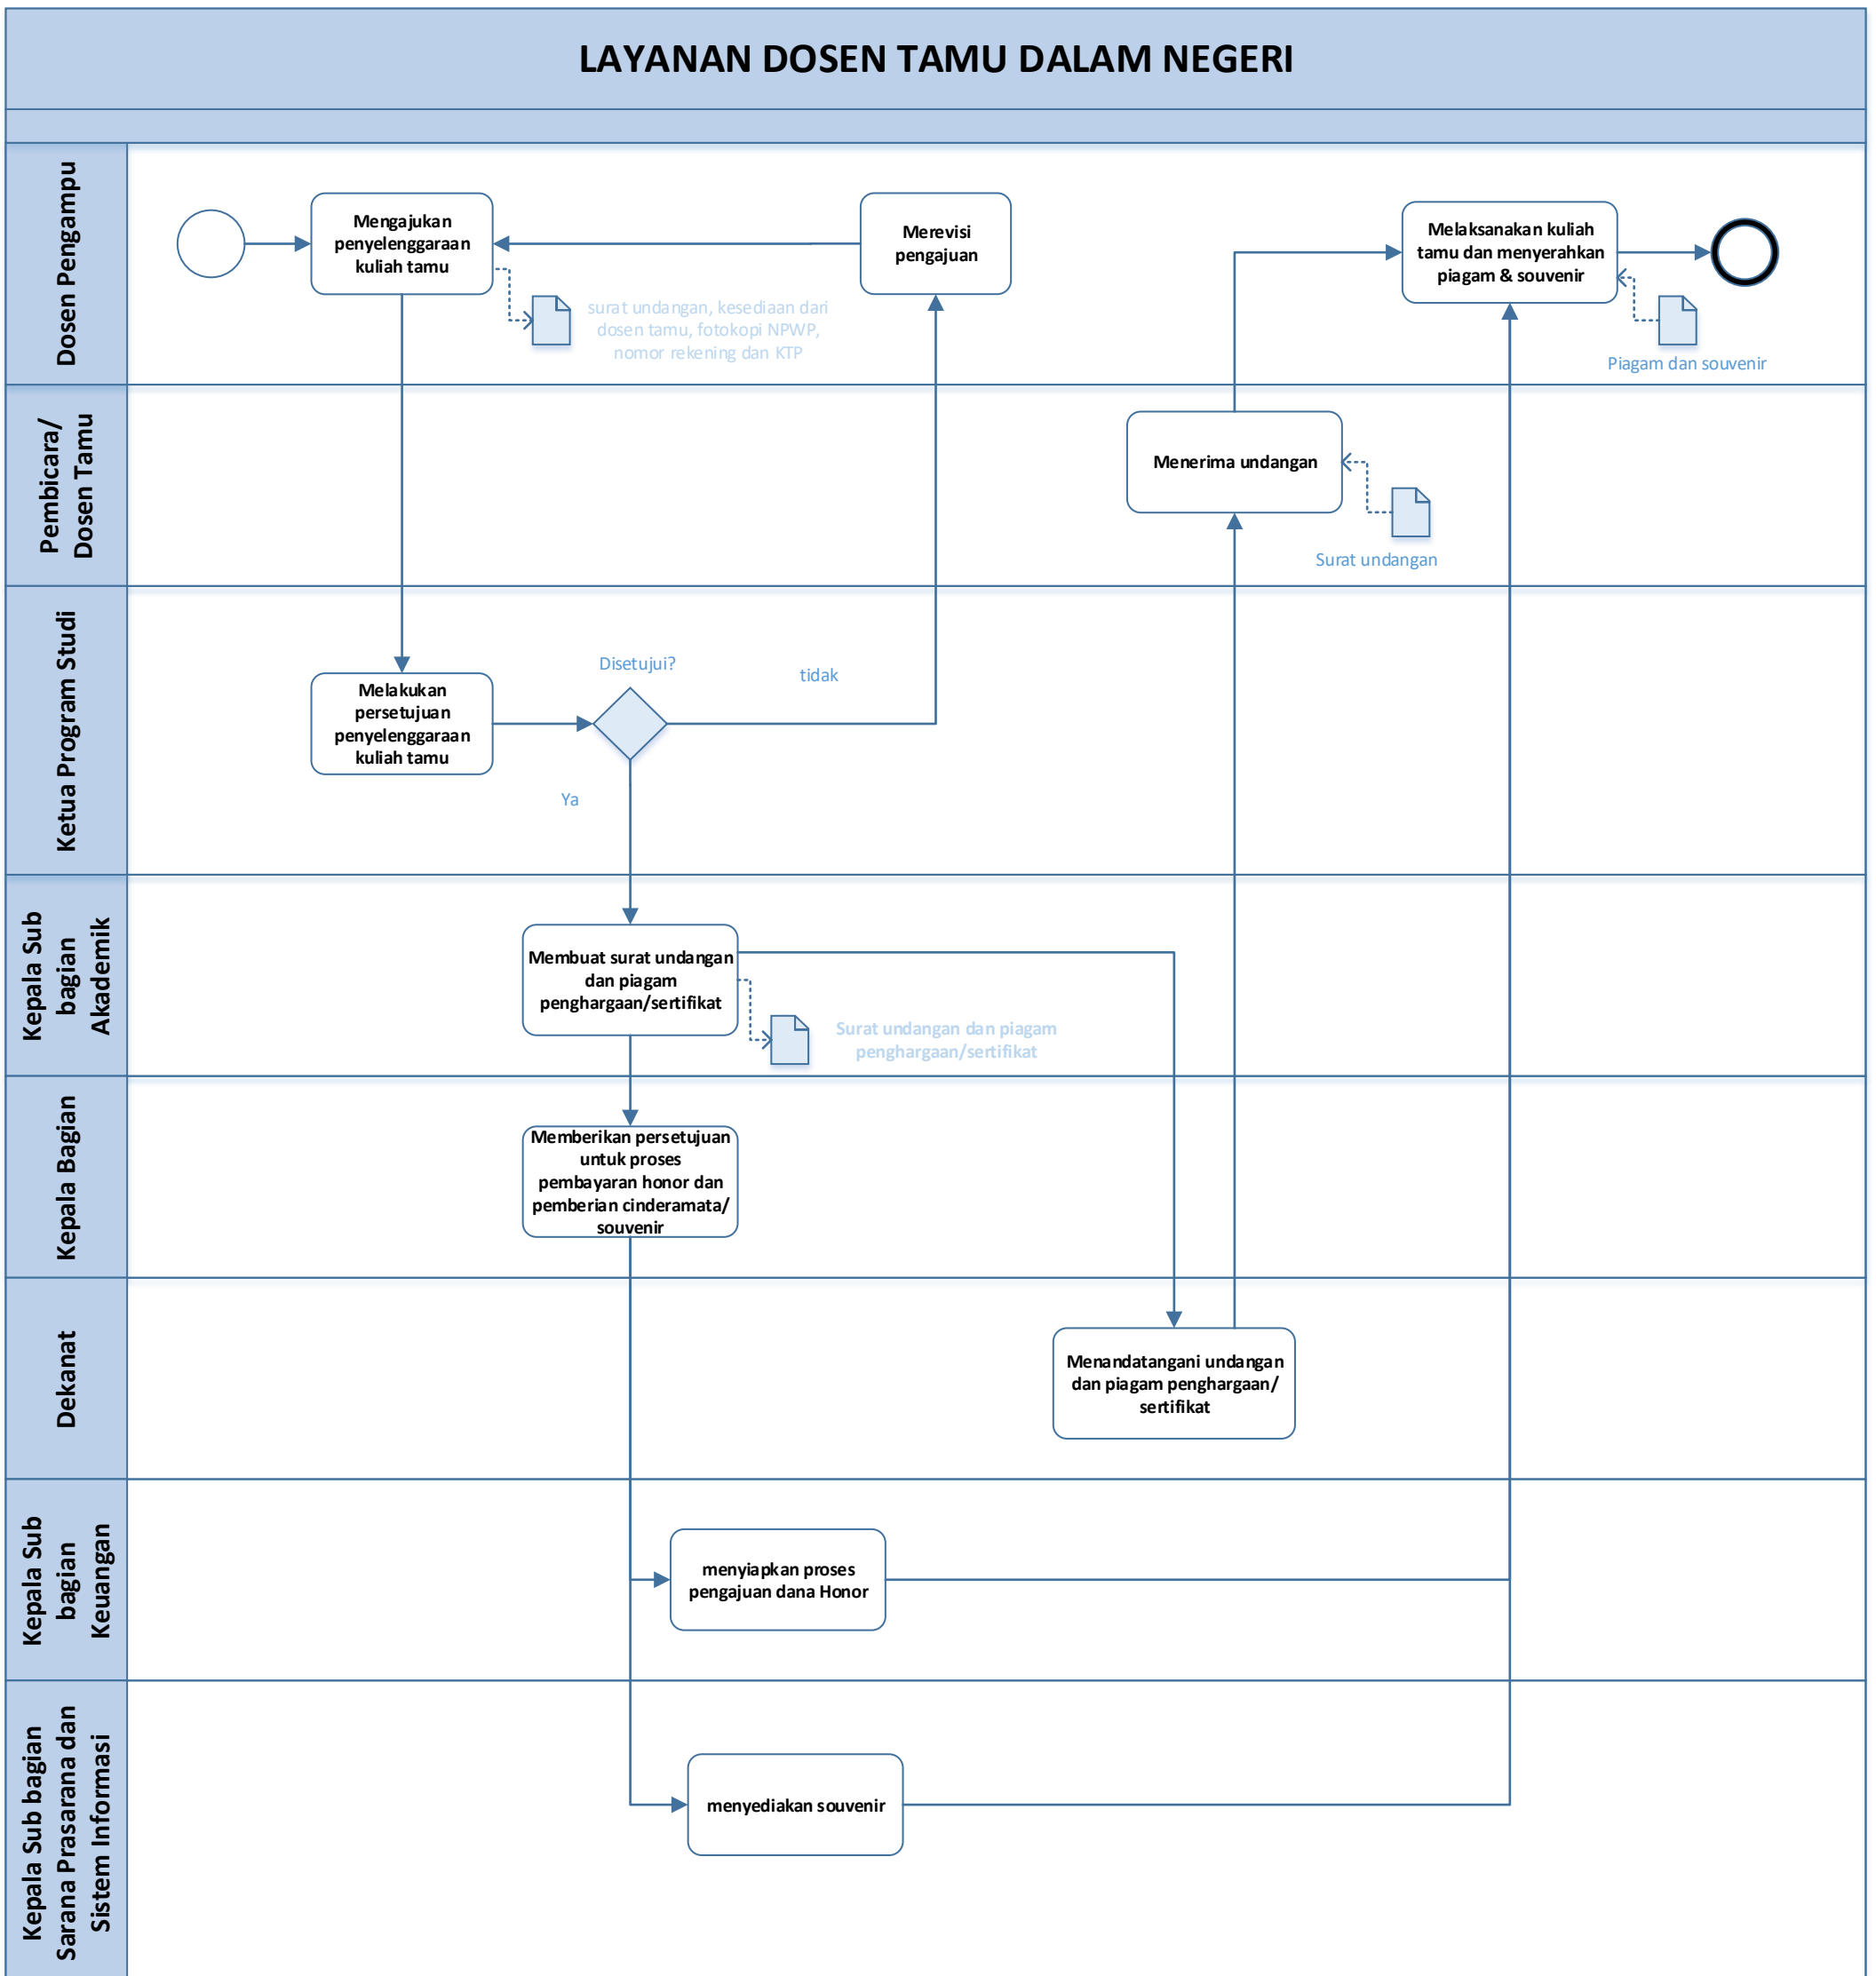 LAYANAN DOSEN TAMU DALAM NEGERI
Dosen Pengampu
Mengajukan
penyelenggaraan
kuliah tamu
surat undangan, kesediaan dari
dosen tamu, fotokopi NPWP,
nomor rekening dan KTP
Merevisi
pengajuan
Melaksanakan kuliah
tamu dan menyerahkan
piagam & souvenir
Piagam dan souvenir
Pembicara/
Dosen Tamu
Menerima undangan
Surat undangan
Ketua Program Studi
Melakukan
persetujuan
penyelenggaraan
kuliah tamu
Disetujui?
tidak
Ya
Kepala Sub
bagian
Akademik
Membuat surat undangan
dan piagam
penghargaan/sertifikat
Surat undangan dan piagam
penghargaan/sertifikat
Kepala Bagian
Memberikan persetujuan
untuk proses
pembayaran honor dan
pemberian cinderamata/
souvenir
Dekanat
Menandatangani undangan
dan piagam penghargaan/
sertifikat
Kepala Sub
bagian
Keuangan
menyiapkan proses
pengajuan dana Honor
Kepala Sub bagian
Sarana Prasarana dan
Sistem Informasi
menyediakan souvenir